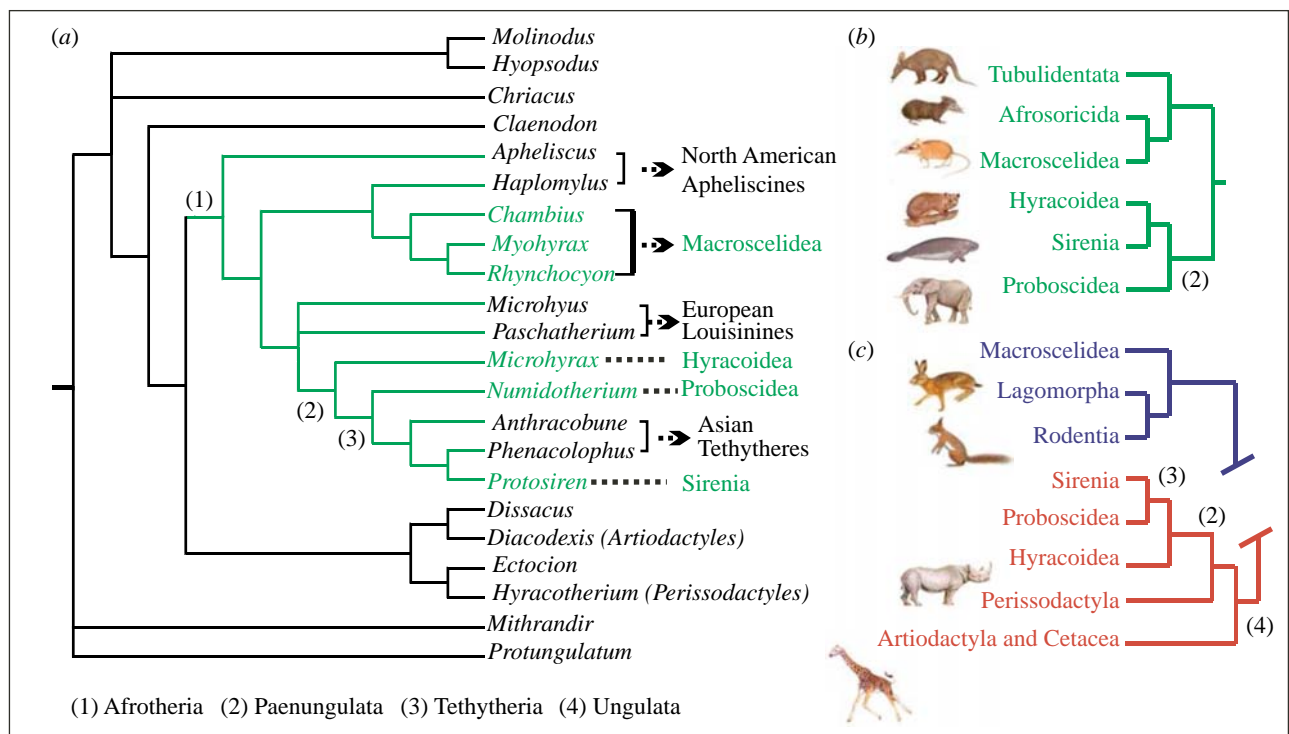 (a)
Molinodus
Hyopsodus
Chriacus
Claenodon
Apheliscus
Haplomylus
North American
Apheliscines
(1)
Chambius
Myohyrax
Rhynchocyon
Macroscelidea
Microhyus
Paschatherium
European
Louisinines
Microhyrax
Hyracoidea
(2)
Numidotherium
Proboscidea
(3)
Anthracobune
Phenacolophus
Asian
Tethytheres
Protosiren
Sirenia
Dissacus
Diacodexis (Artiodactyles)
Ectocion
Hyracotherium (Perissodactyles)
Mithrandir
Protungulatum
(b)
Tubulidentata
Afrosoricida
Macroscelidea
Hyracoidea
Sirenia
Proboscidea
(2)
(c)
Macroscelidea
Lagomorpha
Rodentia
Sirenia
(3)
Proboscidea
(2)
Hyracoidea
Perissodactyla
Artiodactyla and Cetacea
(4)
(1) Afrotheria (2) Paenungulata (3) Tethytheria (4) Ungulata